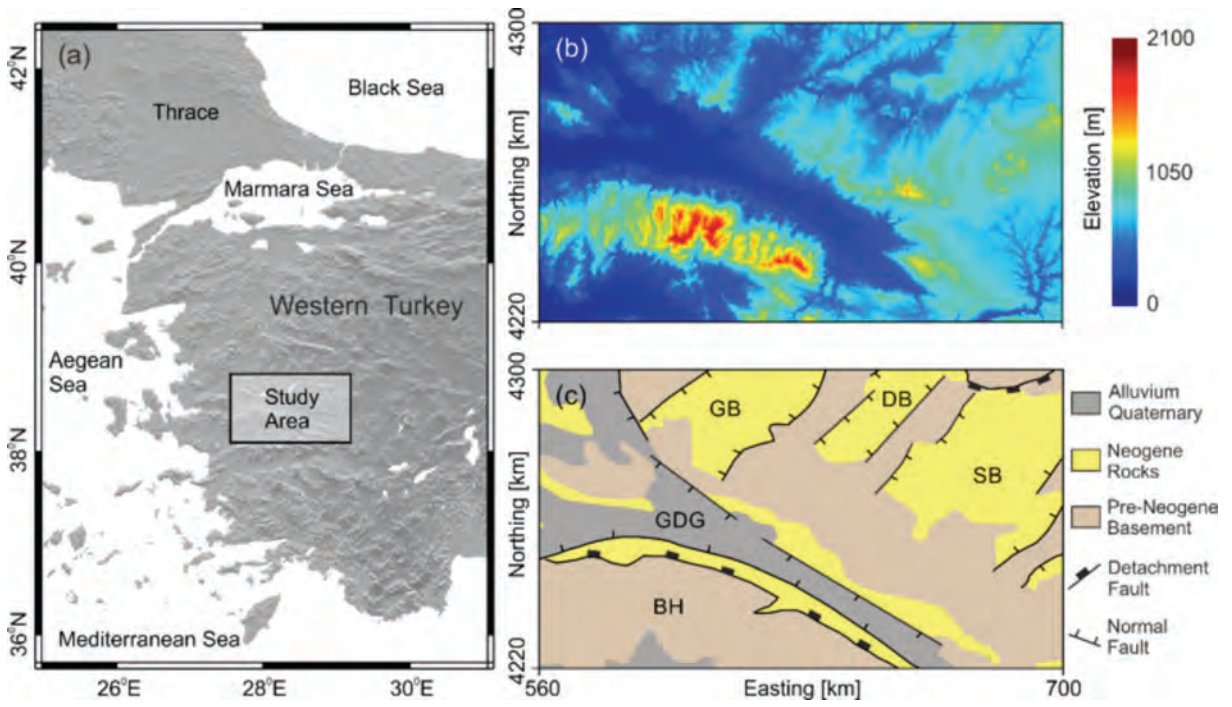 (a)
Black Sea
Thrace
Marmara Sea
Western Turkey
Aegean
Sea
Study
Area
Mediterranean Sea
42°N
40°N
38°N
36°N
26°E
28°E
30°E
(b)
4300
Northing [km]
4220
2100
1050
0
Elevation [m]
(c)
4300
Northing [km]
4220
GB
DB
SB
GDG
BH
560
Easting [km]
700
Alluvium
Quaternary
Neogene
Rocks
Pre-Neogene
Basement
Detachment
Fault
Normal
Fault